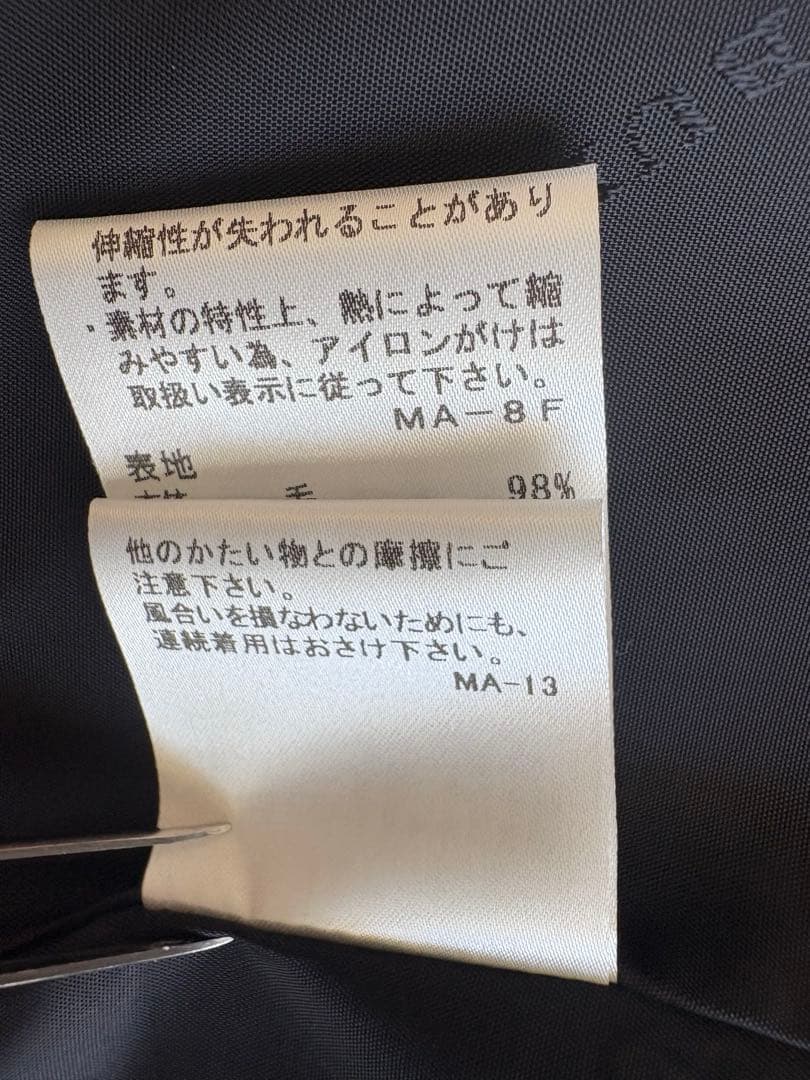 伸縮性が失われることがあり
ます。
・素材の特性上、熱によって縮
みやすい為、アイロンがけは
取扱い表示に従って下さい。
MA-8F
表地
本体 毛 98%
他のかたい物との摩擦にご
注意下さい。
風合いを損なわないためにも、
連続着用はおさけ下さい。
MA-13